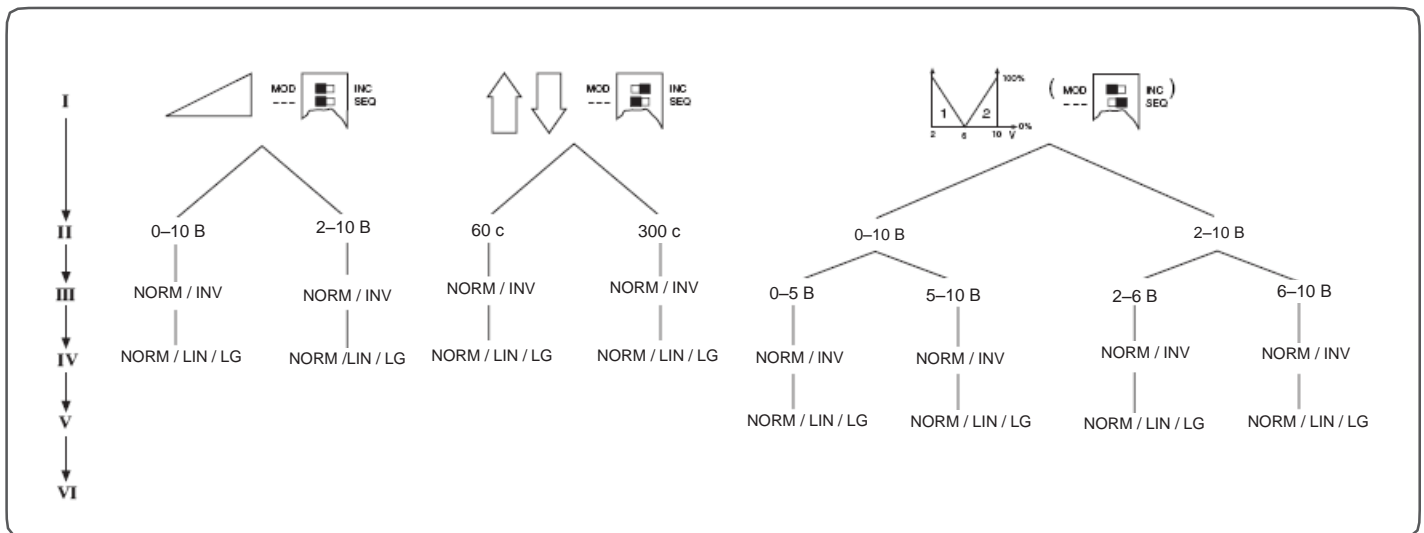 I
MOD INC
--- SEQ
MOD INC
--- SEQ
1 2
100%
0%
2 6 10 V
( MOD INC )
--- SEQ
II
0–10 В
2–10 В
60 с
300 с
0–10 В
2–10 В
III
NORM / INV
NORM / INV
NORM / INV
NORM / INV
0–5 В
5–10 В
2–6 В
6–10 В
IV
NORM / LIN / LG
NORM /LIN / LG
NORM / LIN / LG
NORM / LIN / LG
NORM / INV
NORM / INV
NORM / INV
NORM / INV
V
NORM / LIN / LG
NORM / LIN / LG
NORM / LIN / LG
NORM / LIN / LG
VI